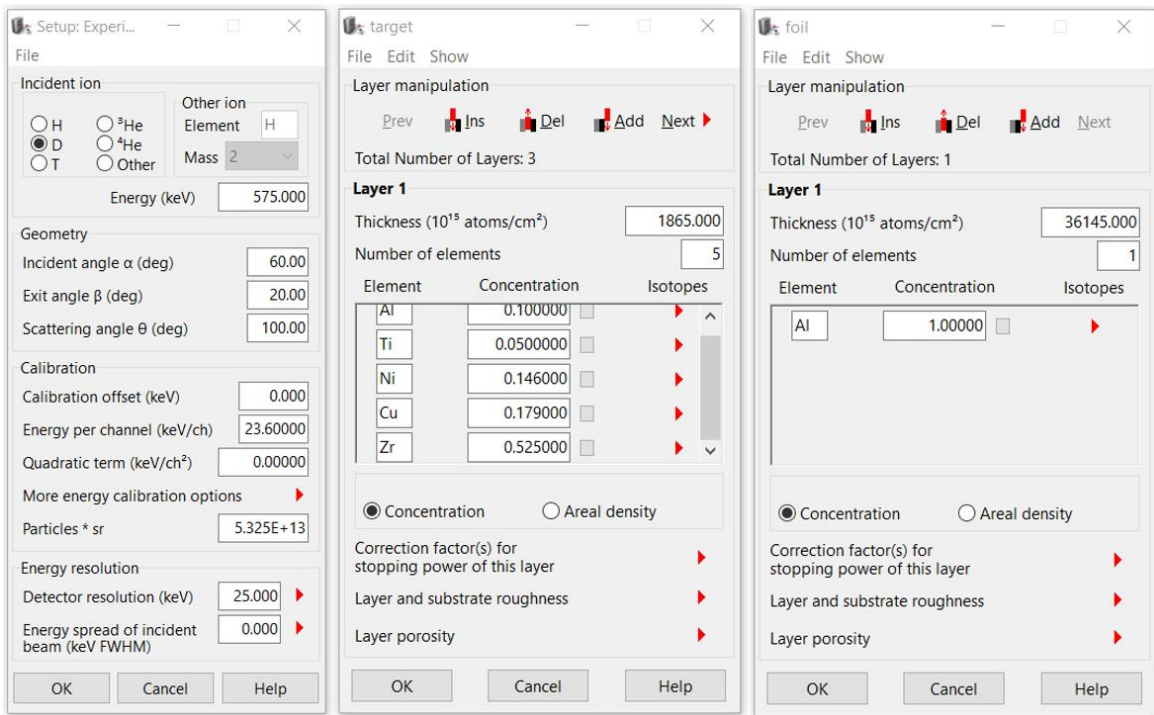 Setup: Experi...
File
Incident ion
H
D
T
³He
⁴He
Other
Other ion
Element H
Mass 2
Energy (keV) 575.000
Geometry
Incident angle α (deg) 60.00
Exit angle β (deg) 20.00
Scattering angle θ (deg) 100.00
Calibration
Calibration offset (keV) 0.000
Energy per channel (keV/ch) 23.60000
Quadratic term (keV/ch²) 0.00000
More energy calibration options
Particles * sr 5.325E+13
Energy resolution
Detector resolution (keV) 25.000
Energy spread of incident
beam (keV FWHM) 0.000
OK Cancel Help
target
File Edit Show
Layer manipulation
Prev Ins Del Add Next
Total Number of Layers: 3
Layer 1
Thickness (10¹⁵ atoms/cm²) 1865.000
Number of elements 5
Element Concentration Isotopes
Al 0.100000
Ti 0.0500000
Ni 0.146000
Cu 0.179000
Zr 0.525000
Concentration Areal density
Correction factor(s) for
stopping power of this layer
Layer and substrate roughness
Layer porosity
OK Cancel Help
foil
File Edit Show
Layer manipulation
Prev Ins Del Add Next
Total Number of Layers: 1
Layer 1
Thickness (10¹⁵ atoms/cm²) 36145.000
Number of elements 1
Element Concentration Isotopes
Al 1.00000
Concentration Areal density
Correction factor(s) for
stopping power of this layer
Layer and substrate roughness
Layer porosity
OK Cancel Help